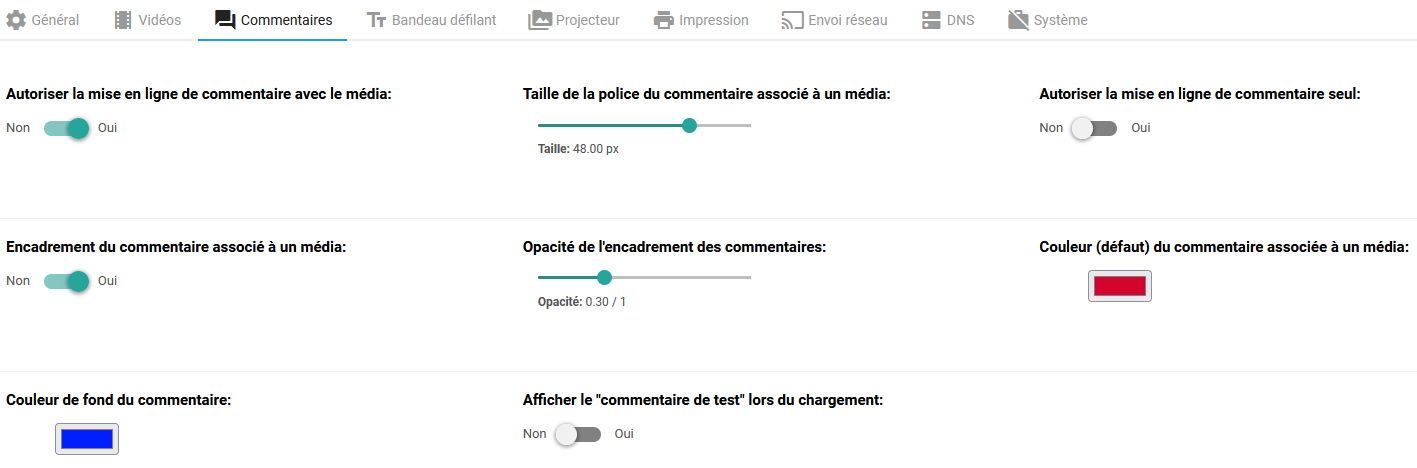 Général Vidéos Commentaires Bandeau défilant Projecteur Impression Envoi réseau DNS Système
Autoriser la mise en ligne de commentaire avec le média: Taille de la police du commentaire associé à un média: Autoriser la mise en ligne de commentaire seul:
Non Oui Non Oui
Taille: 48.00 px
Encadrement du commentaire associé à un média: Opacité de l'encadrement des commentaires: Couleur (défaut) du commentaire associée à un média:
Non Oui
Opacité: 0.30 / 1
Couleur de fond du commentaire: Afficher le "commentaire de test" lors du chargement:
Non Oui